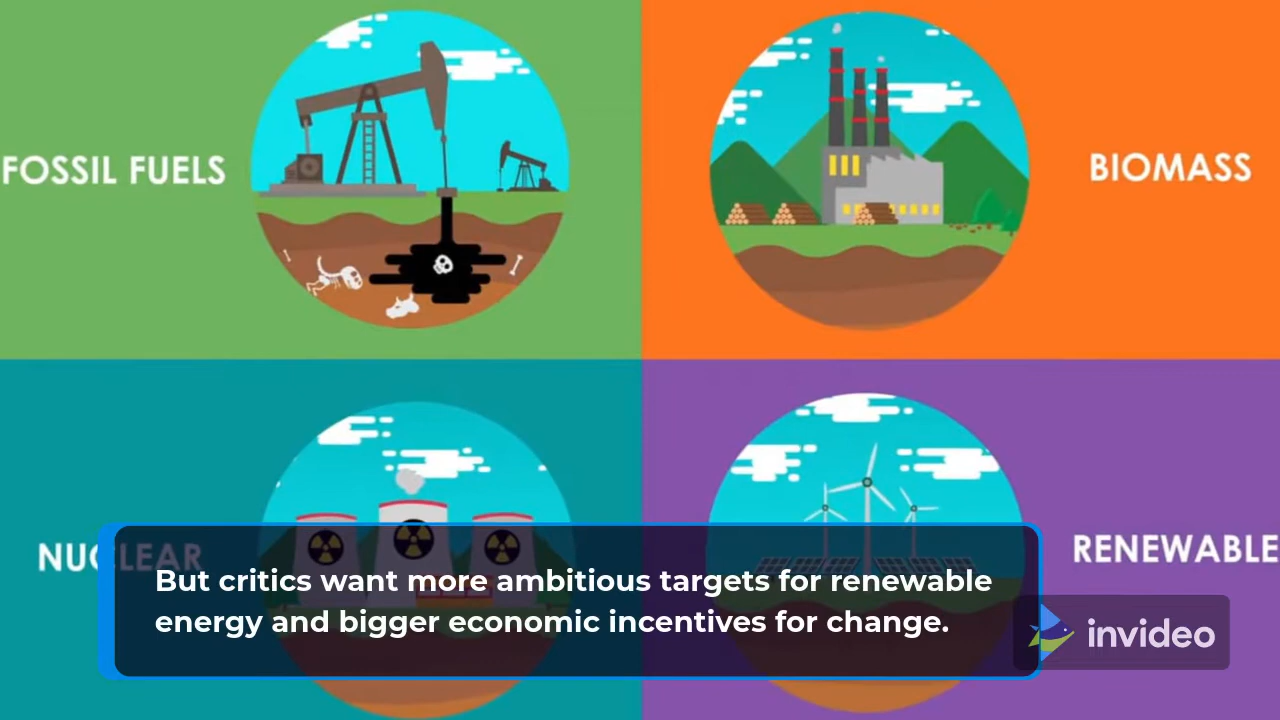 FOSSIL FUELS
BIOMASS
NUCLEAR
RENEWABLE
But critics want more ambitious targets for renewable
energy and bigger economic incentives for change.
invideo